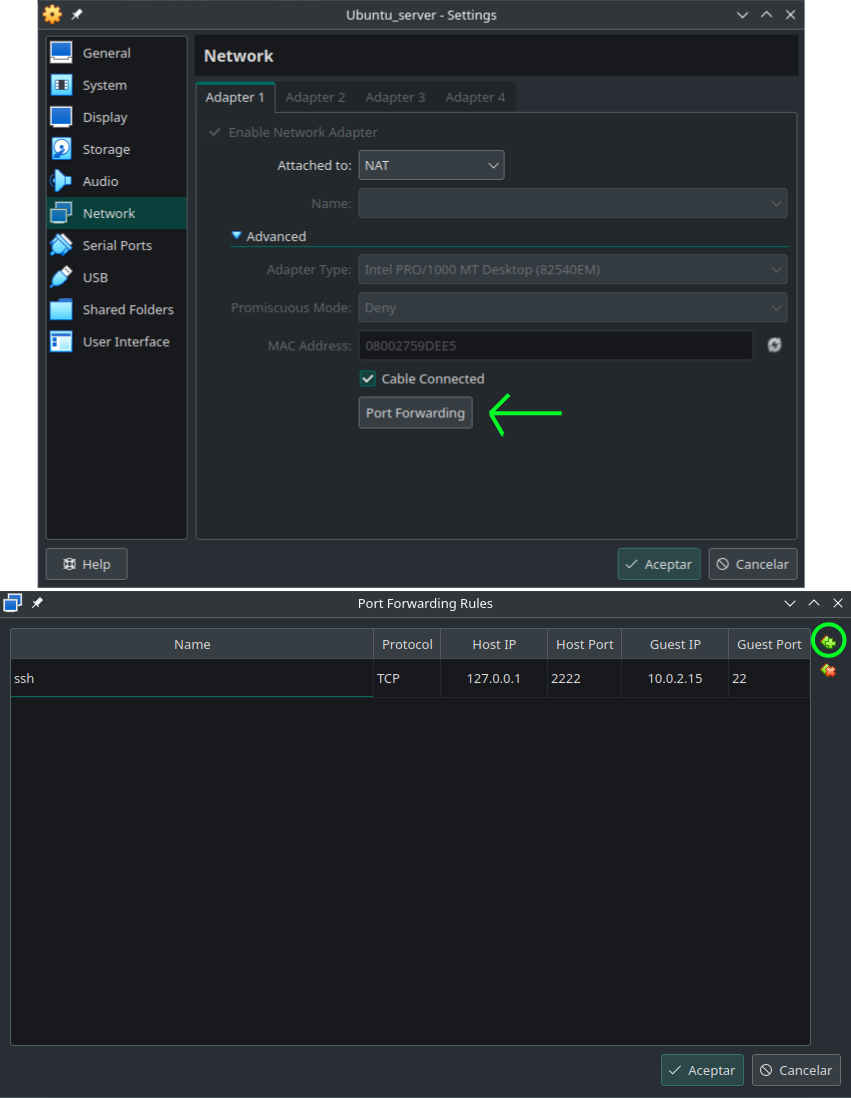 Ubuntu_server - Settings
General
System
Display
Storage
Audio
Network
Serial Ports
USB
Shared Folders
User Interface
Network
Adapter 1 Adapter 2 Adapter 3 Adapter 4
Enable Network Adapter
Attached to: NAT
Name:
Advanced
Adapter Type: Intel PRO/1000 MT Desktop (82540EM)
Promiscuous Mode: Deny
MAC Address: 08002759DEE5
Cable Connected
Port Forwarding
Help Aceptar Cancelar
Port Forwarding Rules
Name Protocol Host IP Host Port Guest IP Guest Port
ssh TCP 127.0.0.1 2222 10.0.2.15 22
Aceptar Cancelar